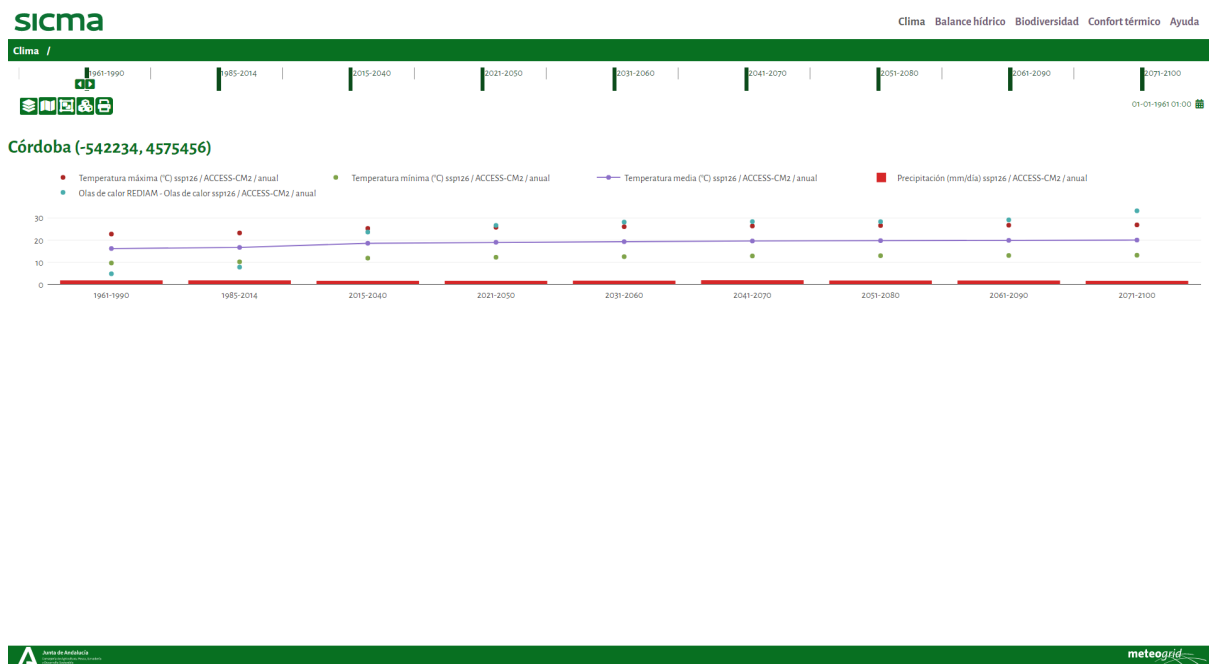 sicma
Clima Balance hídrico Biodiversidad Confort térmico Ayuda
Clima /
1961-1990 1985-2014 2015-2040 2021-2050 2031-2060 2041-2070 2051-2080 2061-2090 2071-2100
01-01-1961 01:00
Córdoba (-542234, 4575456)
Temperatura máxima (°C) ssp126 / ACCESS-CM2 / anual Temperatura mínima (°C) ssp126 / ACCESS-CM2 / anual Temperatura media (°C) ssp126 / ACCESS-CM2 / anual Precipitación (mm/día) ssp126 / ACCESS-CM2 / anual
Olas de calor REDIAM - Olas de calor ssp126 / ACCESS-CM2 / anual
30
20
10
0
1961-1990 1985-2014 2015-2040 2021-2050 2031-2060 2041-2070 2051-2080 2061-2090 2071-2100
Junta de Andalucía
meteogrid